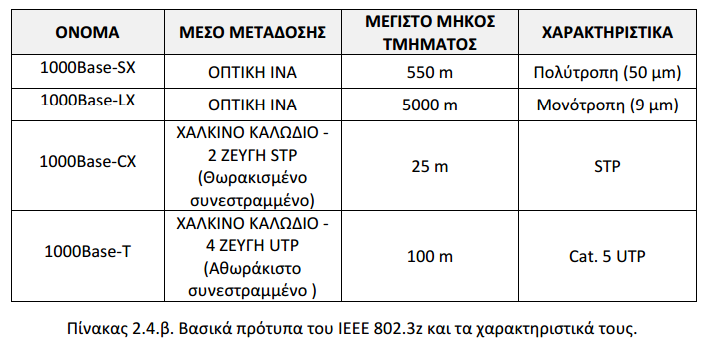 ΟΝΟΜΑ ΜΕΣΟ ΜΕΤΑΔΟΣΗΣ ΜΕΓΙΣΤΟ ΜΗΚΟΣ ΤΜΗΜΑΤΟΣ ΧΑΡΑΚΤΗΡΙΣΤΙΚΑ
1000Base-SX ΟΠΤΙΚΗ ΙΝΑ 550 m Πολύτροπη (50 μm)
1000Base-LX ΟΠΤΙΚΗ ΙΝΑ 5000 m Μονότροπη (9 μm)
ΧΑΛΚΙΝΟ ΚΑΛΩΔΙΟ -
2 ΖΕΥΓΗ STP
1000Base-CX 25 m STP
(Θωρακισμένο
συνεστραμμένο)
ΧΑΛΚΙΝΟ ΚΑΛΩΔΙΟ -
4 ΖΕΥΓΗ UTP
1000Base-T 100 m Cat. 5 UTP
(Αθωράκιστο
συνεστραμμένο )
Πίνακας 2.4.β. Βασικά πρότυπα του IEEE 802.3z και τα χαρακτηριστικά τους.